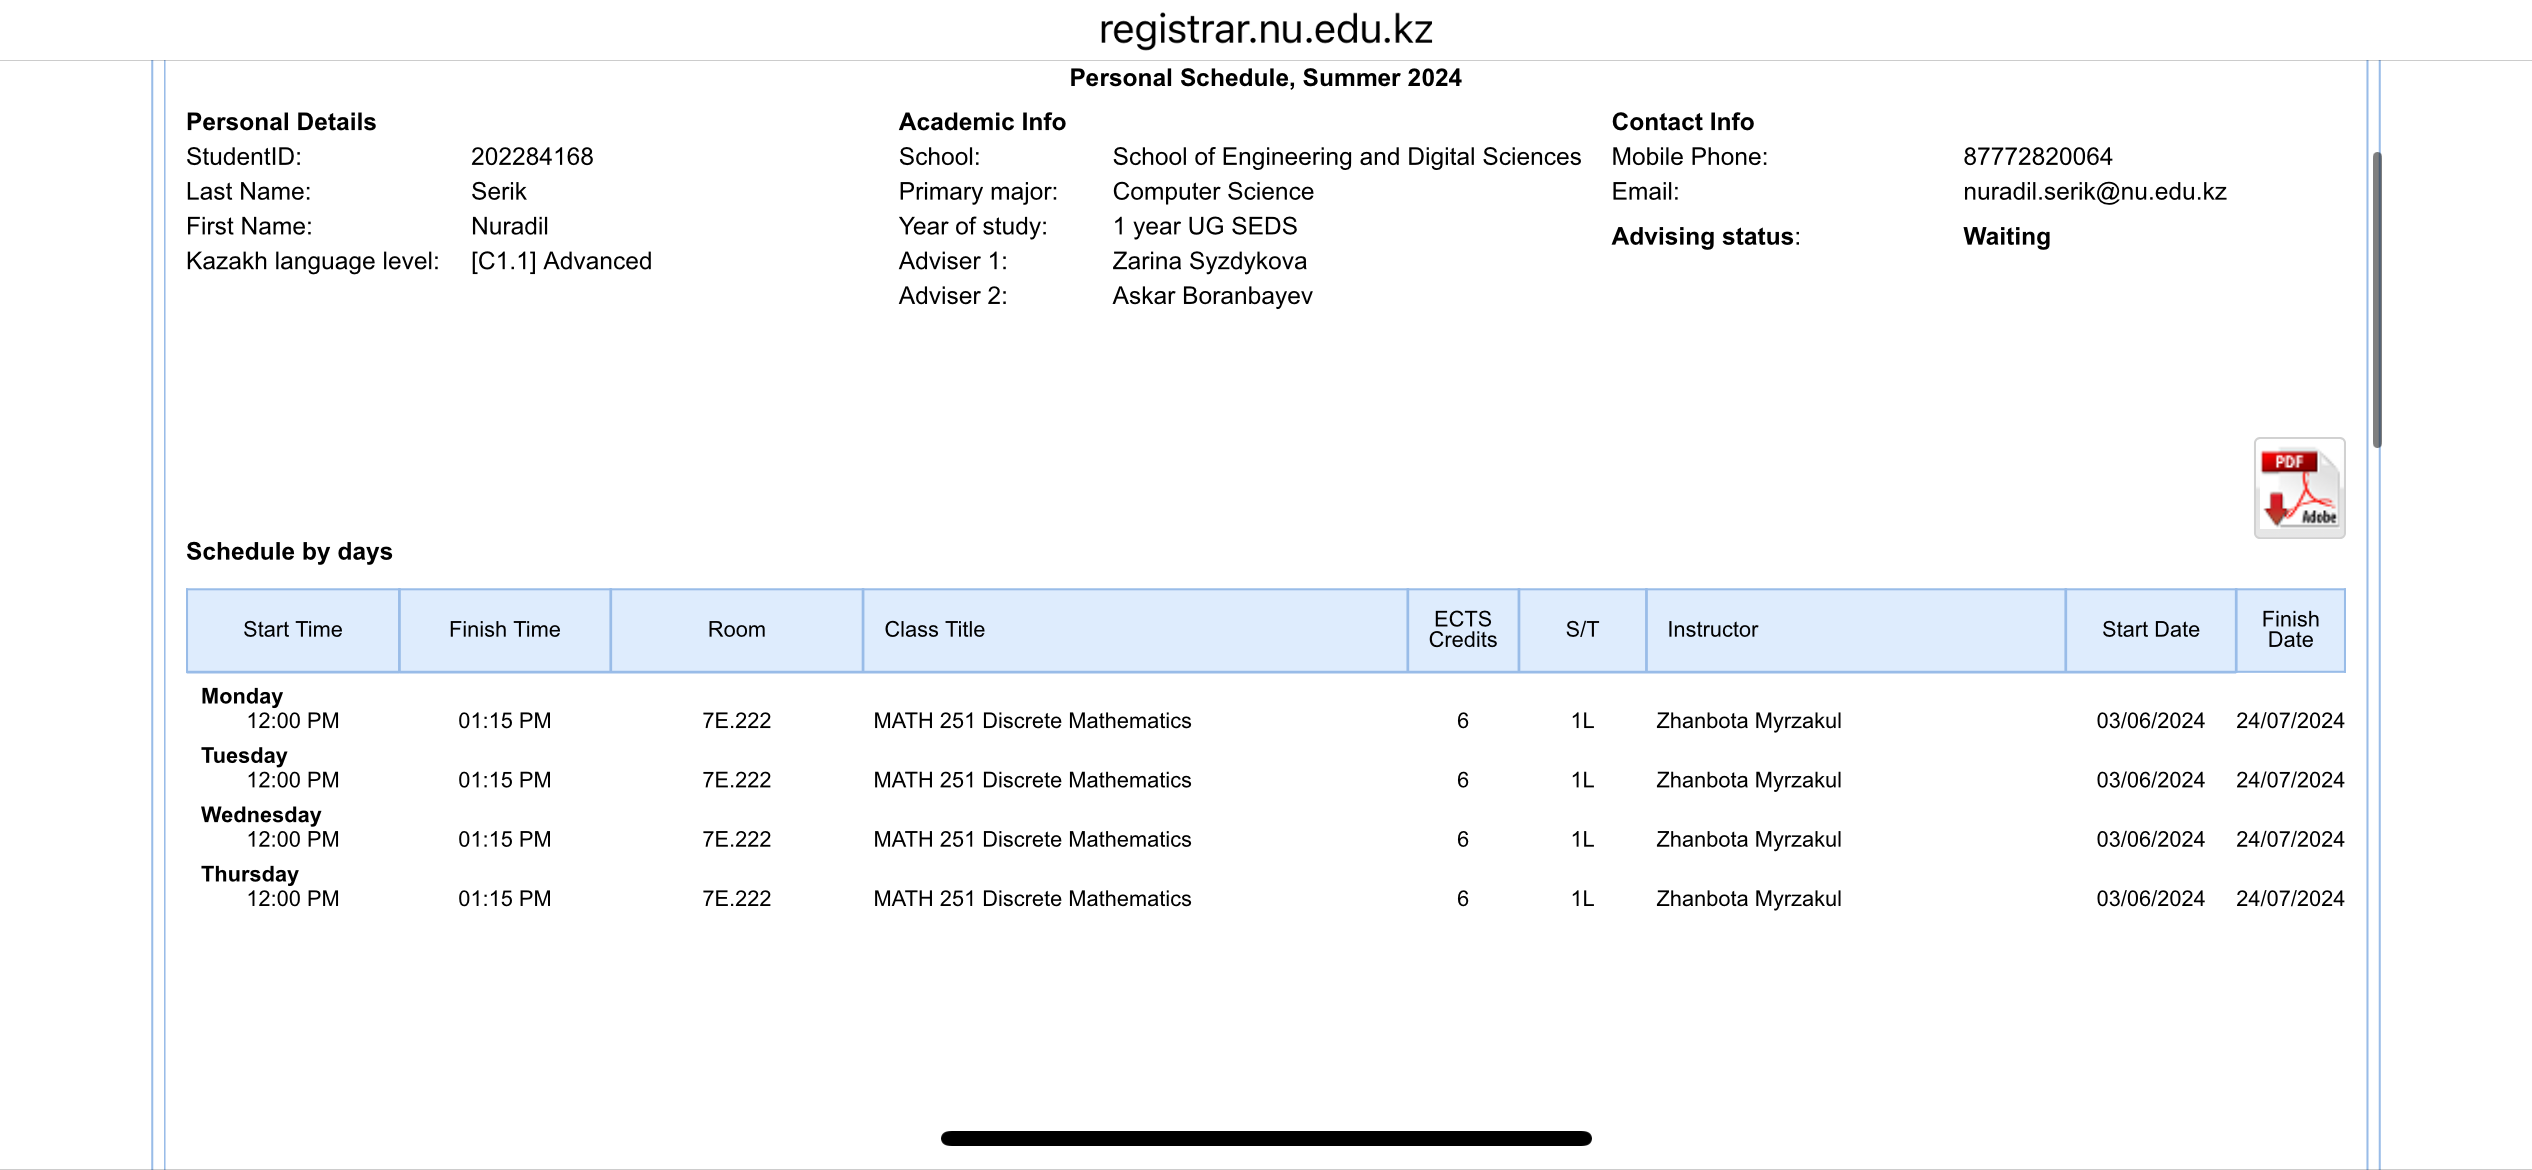 registrar.nu.edu.kz
Personal Schedule, Summer 2024
Personal Details
StudentID: 202284168
Last Name: Serik
First Name: Nuradil
Kazakh language level: [C1.1] Advanced
Academic Info
School: School of Engineering and Digital Sciences
Primary major: Computer Science
Year of study: 1 year UG SEDS
Adviser 1: Zarina Syzdykova
Adviser 2: Askar Boranbayev
Contact Info
Mobile Phone: 87772820064
Email: nuradil.serik@nu.edu.kz
Advising status: Waiting
PDF
Adobe
Schedule by days
Start Time Finish Time Room Class Title ECTS Credits S/T Instructor Start Date Finish Date
Monday
12:00 PM 01:15 PM 7E.222 MATH 251 Discrete Mathematics 6 1L Zhanbota Myrzakul 03/06/2024 24/07/2024
Tuesday
12:00 PM 01:15 PM 7E.222 MATH 251 Discrete Mathematics 6 1L Zhanbota Myrzakul 03/06/2024 24/07/2024
Wednesday
12:00 PM 01:15 PM 7E.222 MATH 251 Discrete Mathematics 6 1L Zhanbota Myrzakul 03/06/2024 24/07/2024
Thursday
12:00 PM 01:15 PM 7E.222 MATH 251 Discrete Mathematics 6 1L Zhanbota Myrzakul 03/06/2024 24/07/2024